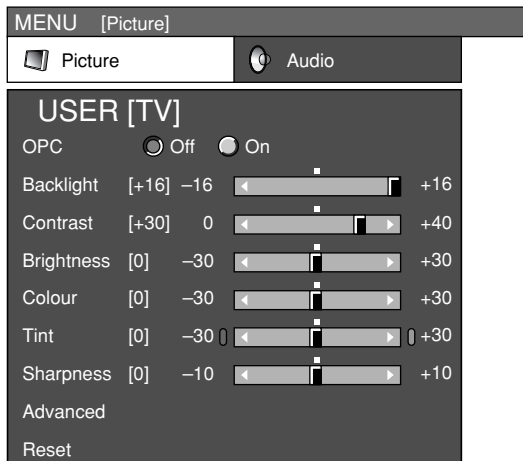 MENU [Picture]
Picture Audio
USER [TV]
OPC Off On
Backlight [+16] –16 +16
Contrast [+30] 0 +40
Brightness [0] –30 +30
Colour [0] –30 +30
Tint [0] –30 +30
Sharpness [0] –10 +10
Advanced
Reset